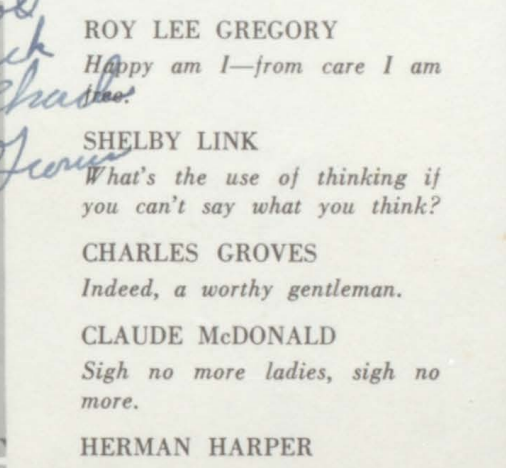 ROY LEE GREGORY
Happy am I—from care I am
free.
SHELBY LINK
What's the use of thinking if
you can't say what you think?
CHARLES GROVES
Indeed, a worthy gentleman.
CLAUDE McDONALD
Sigh no more ladies, sigh no
more.
HERMAN HARPER